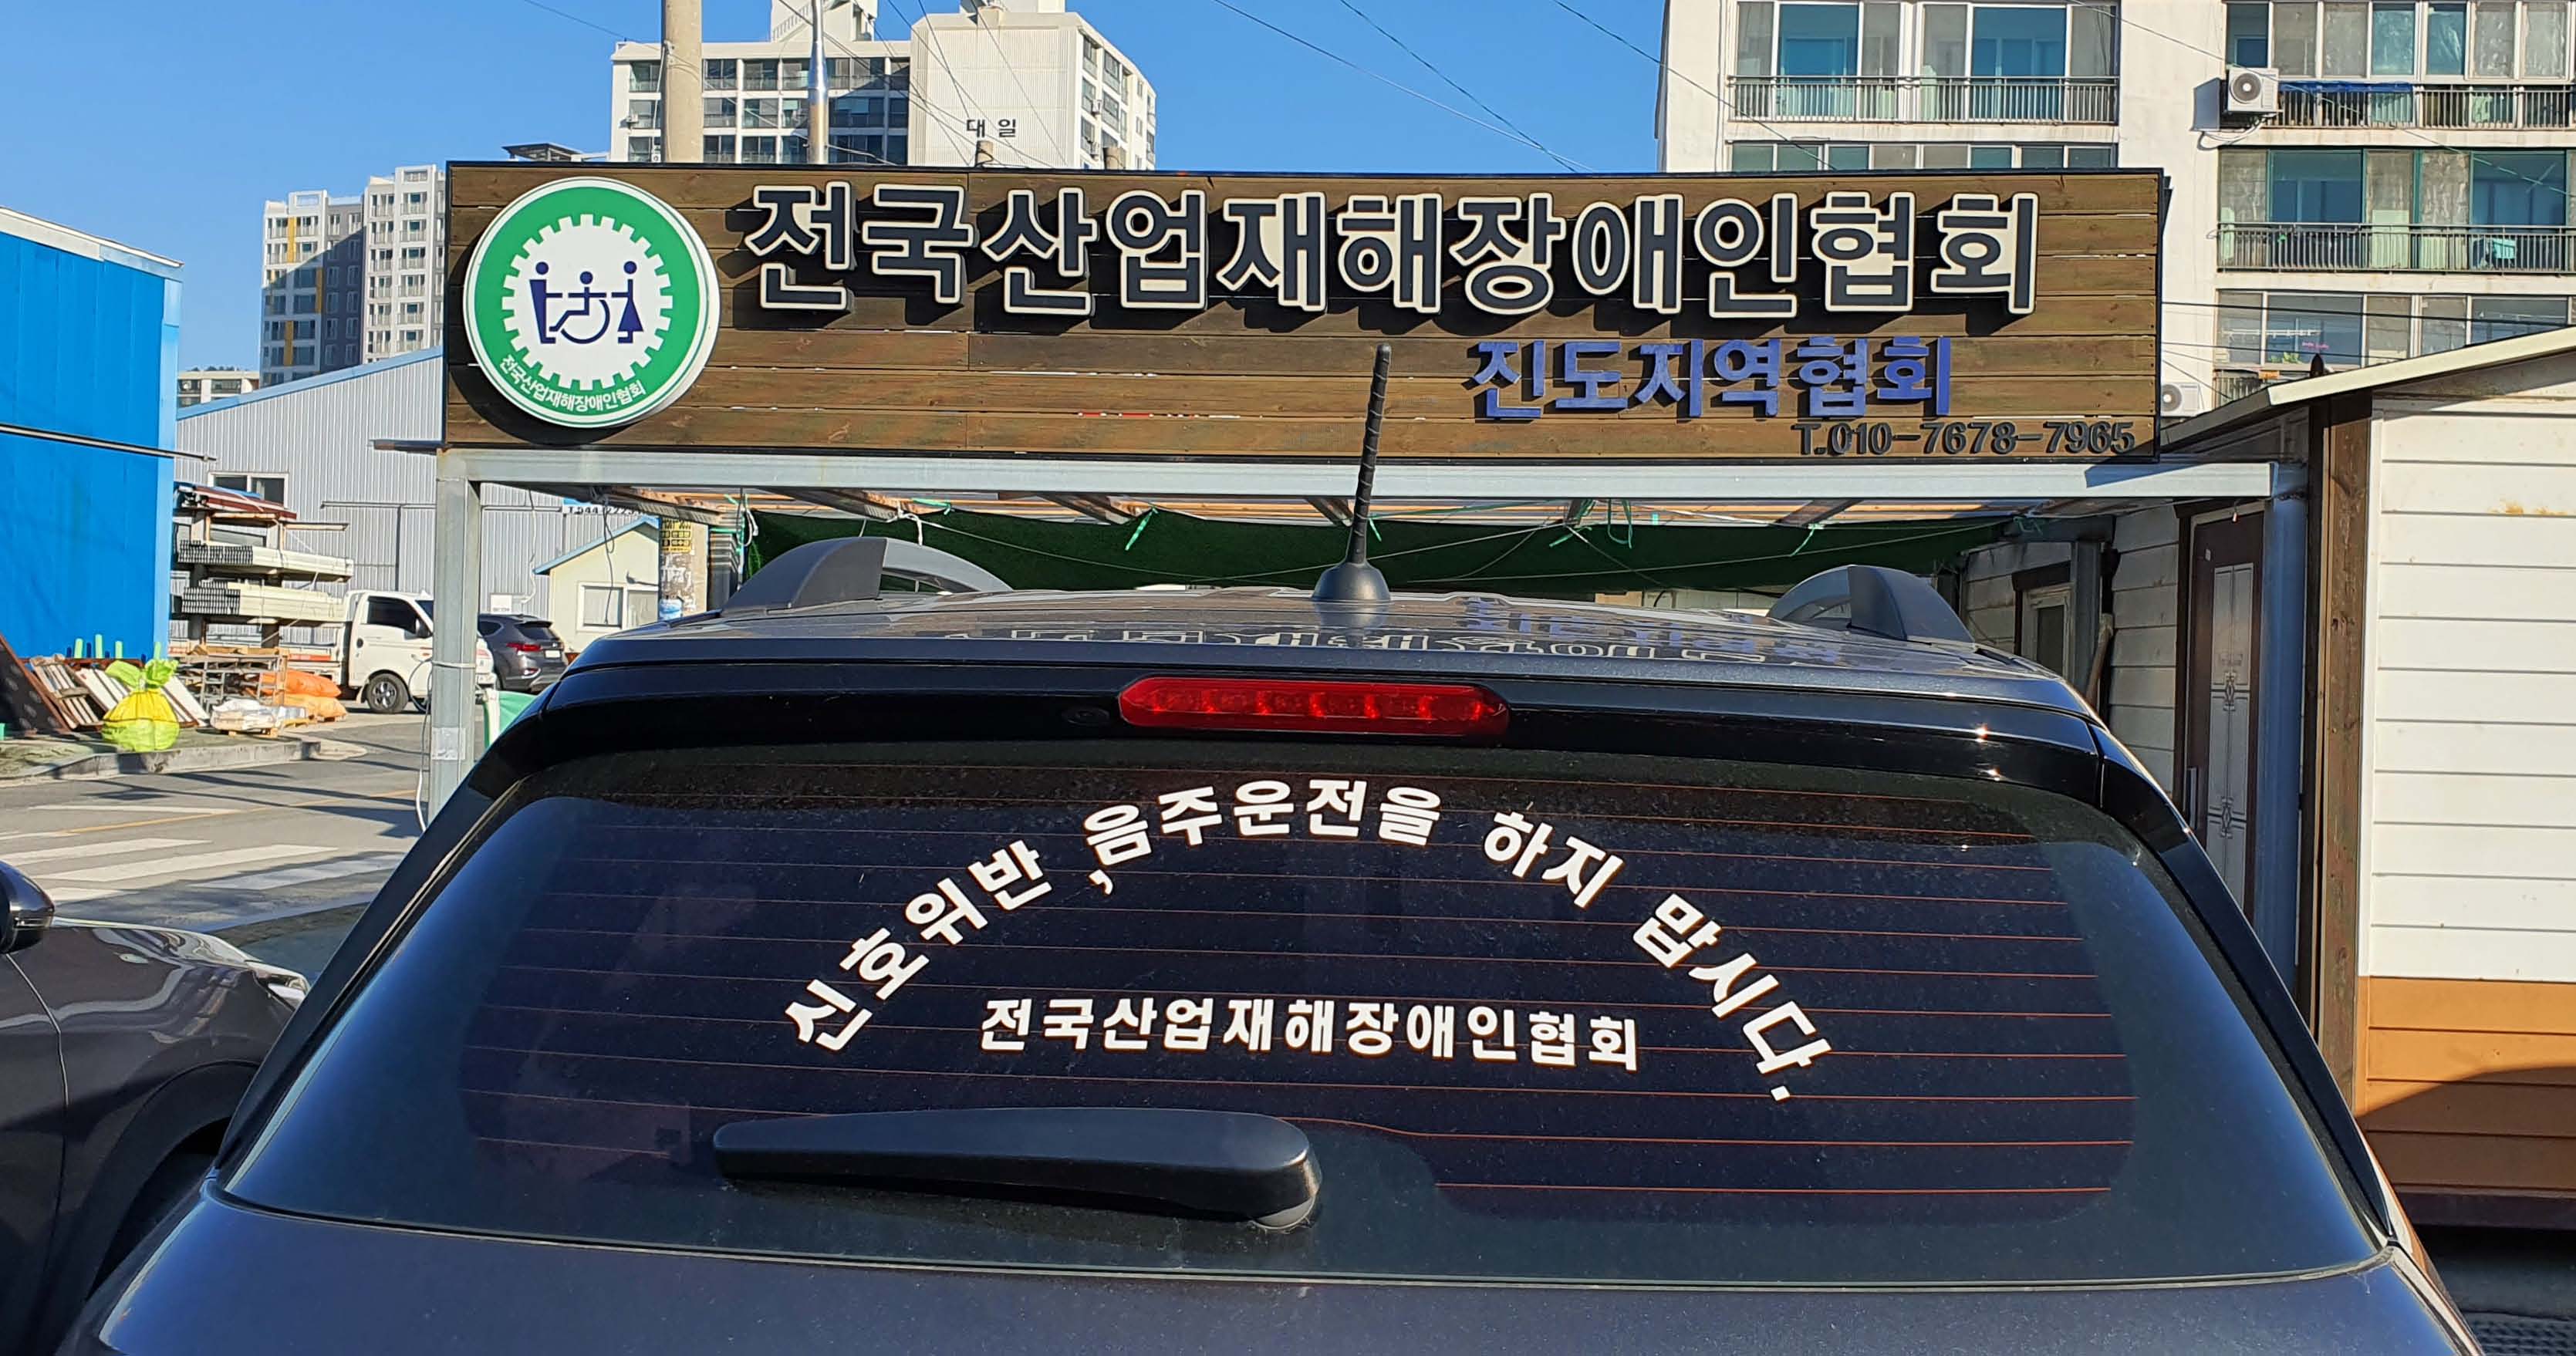 대일
전국산업재해장애인협회
전국산업재해장애인협회
진도지역협회
T.010-7678-7965
신호위반 ,음주운전을 하지 맙시다.
전국산업재해장애인협회